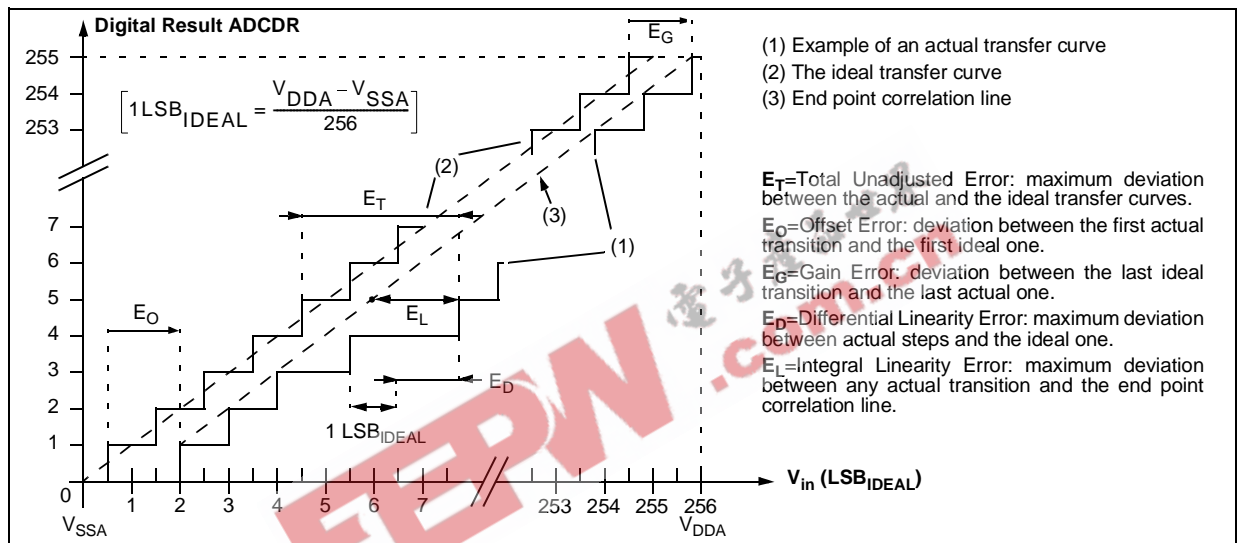 Digital Result ADCDR
E_G
255
254
253
[1LSB_IDEAL = (V_DDA – V_SSA) / 256]
(1) Example of an actual transfer curve
(2) The ideal transfer curve
(3) End point correlation line
(2)
(3)
(1)
E_T
7
6
5
4
3
2
1
0
E_O
E_L
E_D
1 LSB_IDEAL
E_T=Total Unadjusted Error: maximum deviation
between the actual and the ideal transfer curves.
E_O=Offset Error: deviation between the first actual
transition and the first ideal one.
E_G=Gain Error: deviation between the last ideal
transition and the last actual one.
E_D=Differential Linearity Error: maximum deviation
between actual steps and the ideal one.
E_L=Integral Linearity Error: maximum deviation
between any actual transition and the end point
correlation line.
1 2 3 4 5 6 7 253 254 255 256
V_in (LSB_IDEAL)
V_SSA
V_DDA
EEPW
.com.cn
電子產品世界